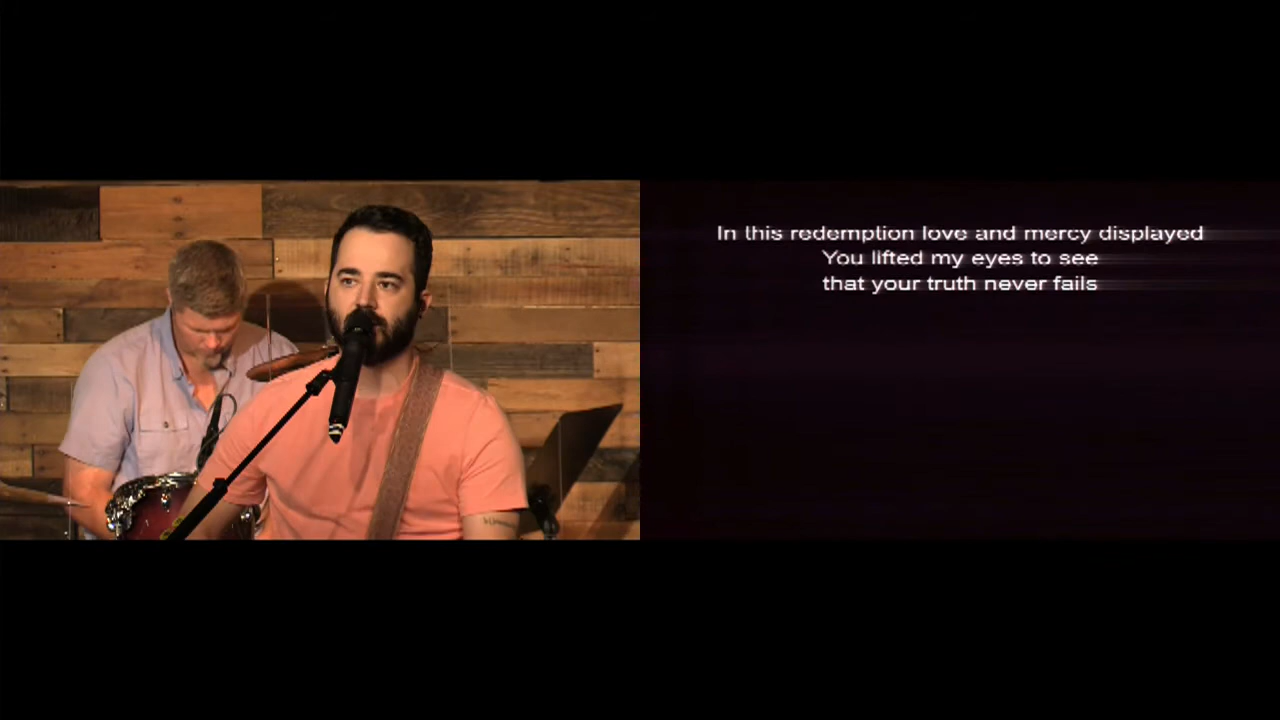 In this redemption love and mercy displayed
You lifted my eyes to see
that your truth never fails